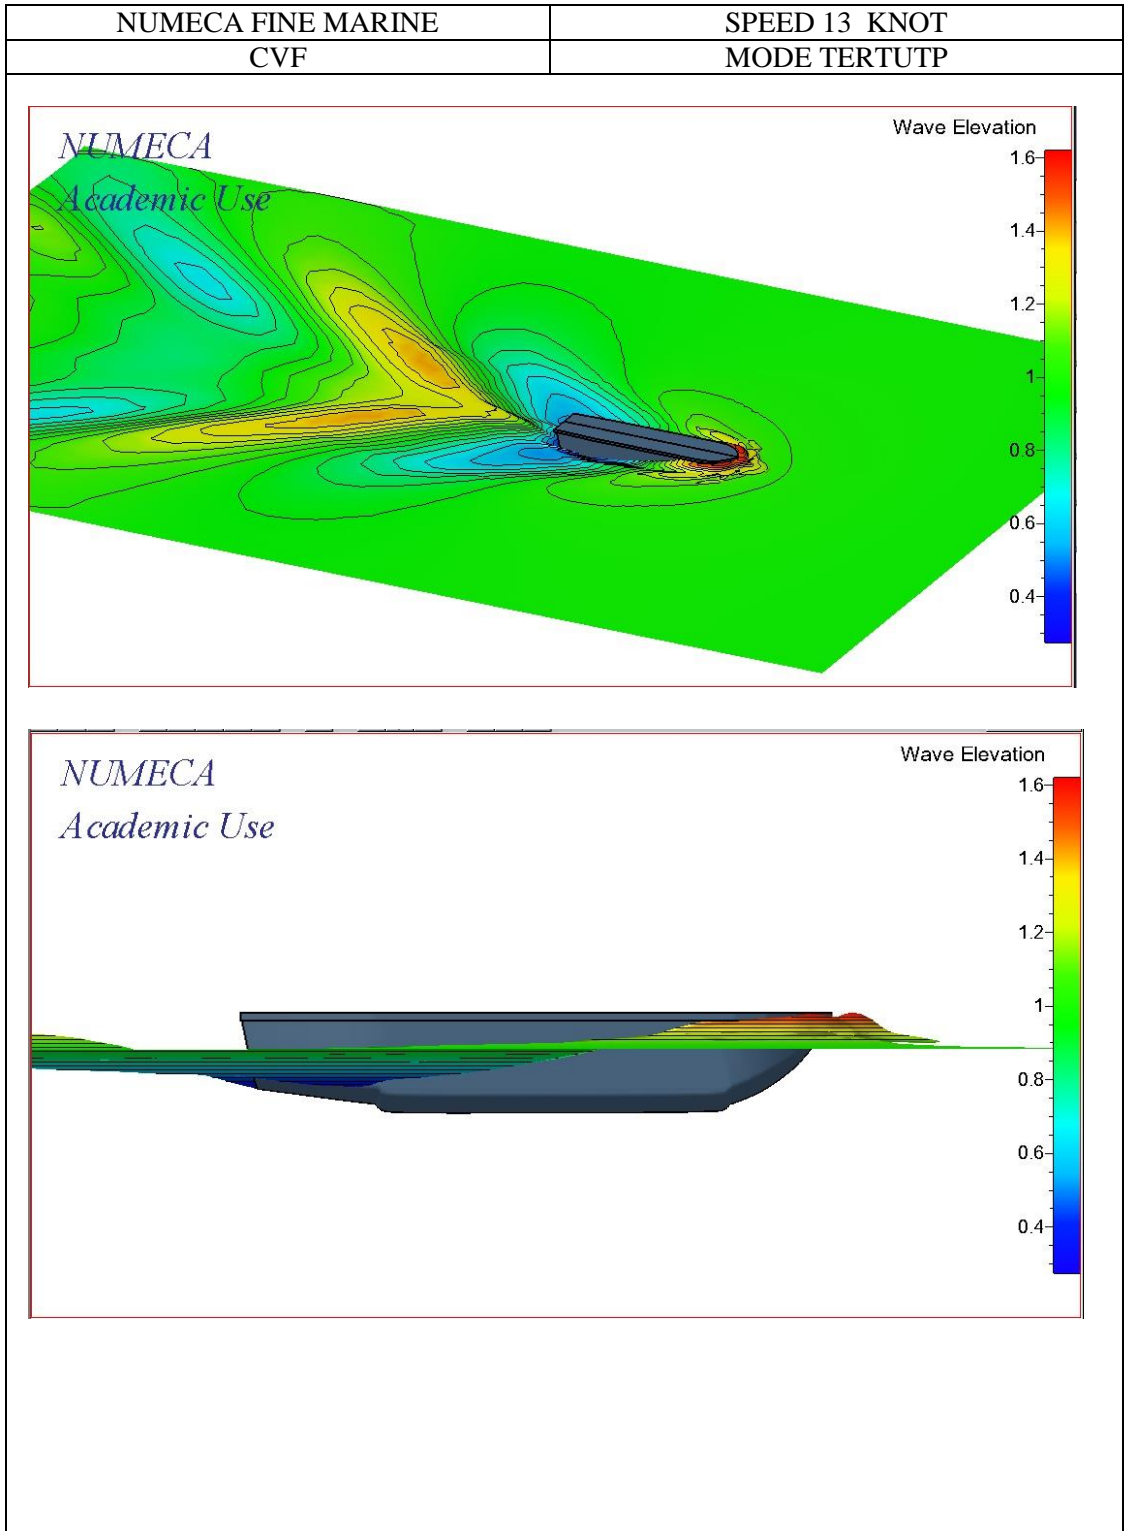 NUMECA FINE MARINE SPEED 13 KNOT
CVF MODE TERTUTP
NUMECA
Academic Use
Wave Elevation
1.6
1.4
1.2
1
0.8
0.6
0.4
NUMECA
Academic Use
Wave Elevation
1.6
1.4
1.2
1
0.8
0.6
0.4